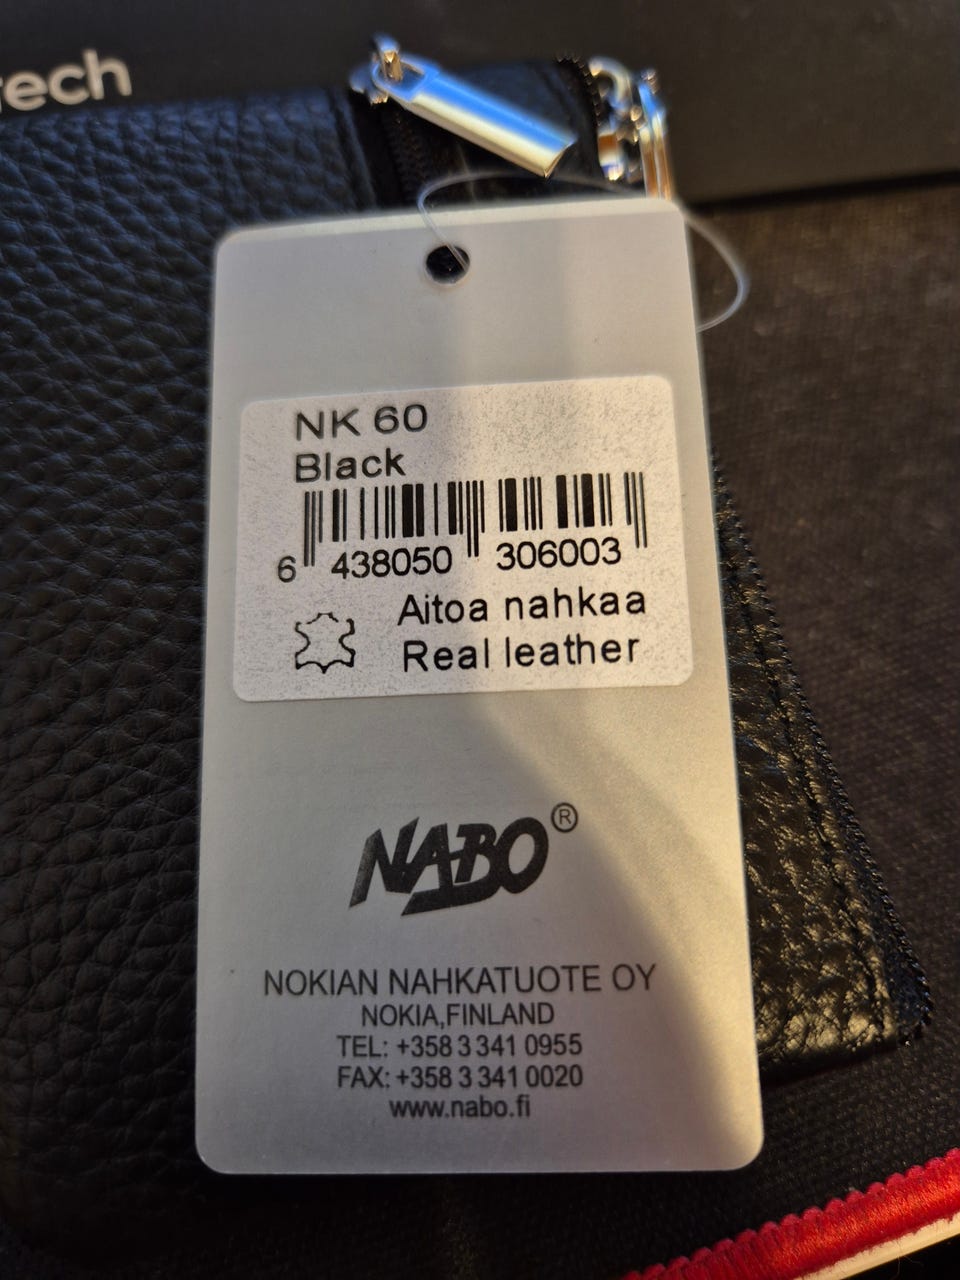 tech
NK 60
Black
6 438050 306003
Aitoa nahkaa
Real leather
NABO®
NOKIAN NAHKATUOTE OY
NOKIA,FINLAND
TEL: +358 3 341 0955
FAX: +358 3 341 0020
www.nabo.fi